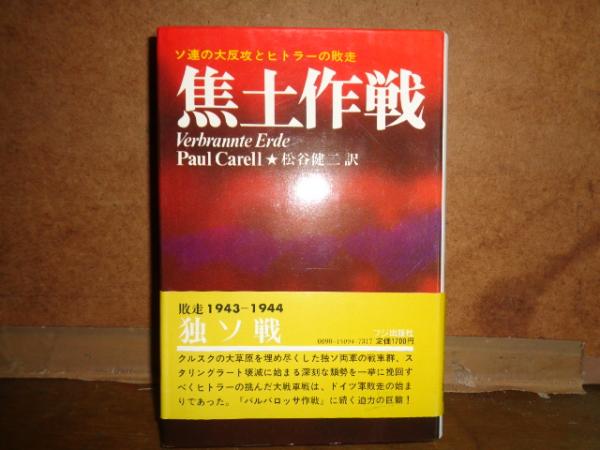 ソ連の大反攻とヒトラーの敗走
焦土作戦
Verbrannte Erde
Paul Carell ★ 松谷健二 訳
敗走1943-1944
独ソ戦
フジ出版社
定価1700円
クルスクの大草原を埋め尽くした独ソ両軍の戦車群、ス
タリングラート壊滅に始まる深刻な頽勢を一挙に挽回す
べくヒトラーの挑んだ大戦車戦は、ドイツ軍敗走の始ま
りであった。『バルバロッサ作戦』に続く迫力の巨篇！